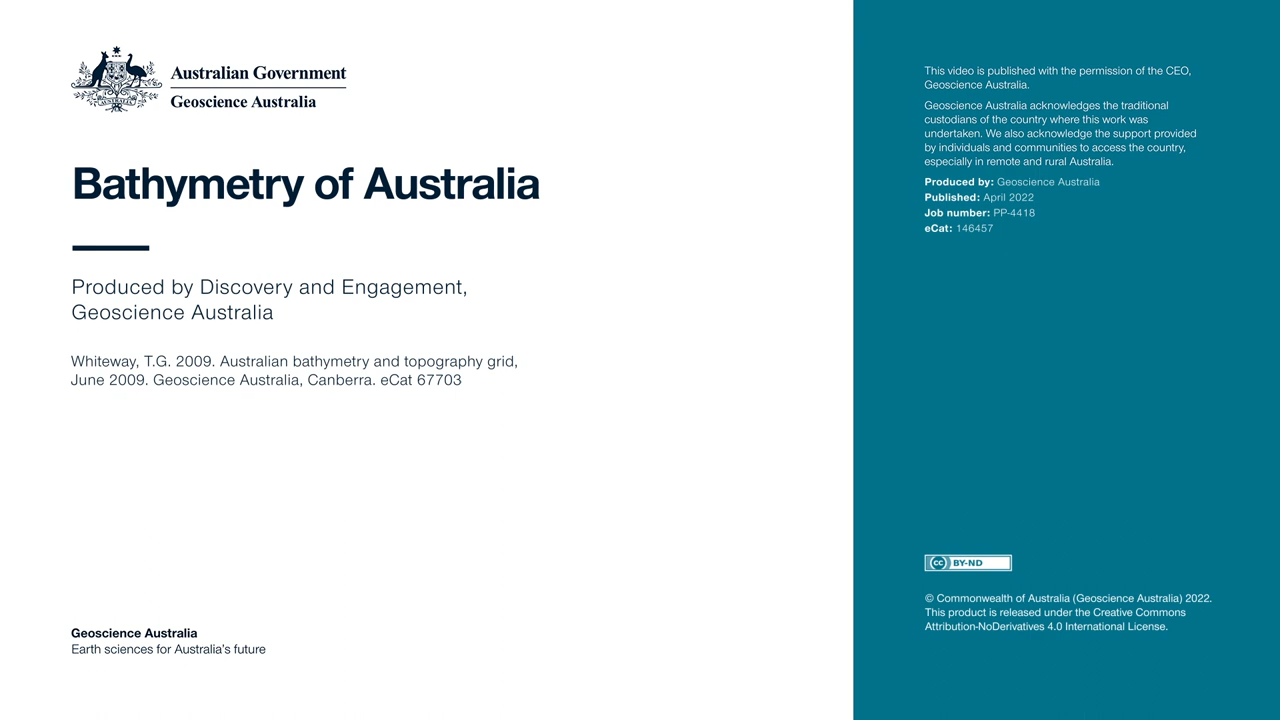 Australian Government
Geoscience Australia
Bathymetry of Australia
Produced by Discovery and Engagement,
Geoscience Australia
Whiteway, T.G. 2009. Australian bathymetry and topography grid,
June 2009. Geoscience Australia, Canberra. eCat 67703
Geoscience Australia
Earth sciences for Australia's future
This video is published with the permission of the CEO,
Geoscience Australia.
Geoscience Australia acknowledges the traditional
custodians of the country where this work was
undertaken. We also acknowledge the support provided
by individuals and communities to access the country,
especially in remote and rural Australia.
Produced by: Geoscience Australia
Published: April 2022
Job number: PP-4418
eCat: 146457
cc BY-ND
© Commonwealth of Australia (Geoscience Australia) 2022.
This product is released under the Creative Commons
Attribution-NoDerivatives 4.0 International License.